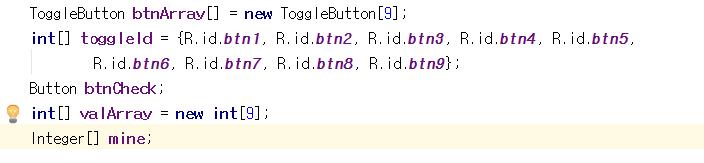 ToggleButton btnArray[] = new ToggleButton[9];
int[] toggleId = {R.id.btn1, R.id.btn2, R.id.btn3, R.id.btn4, R.id.btn5,
R.id.btn6, R.id.btn7, R.id.btn8, R.id.btn9};
Button btnCheck;
int[] valArray = new int[9];
Integer[] mine;